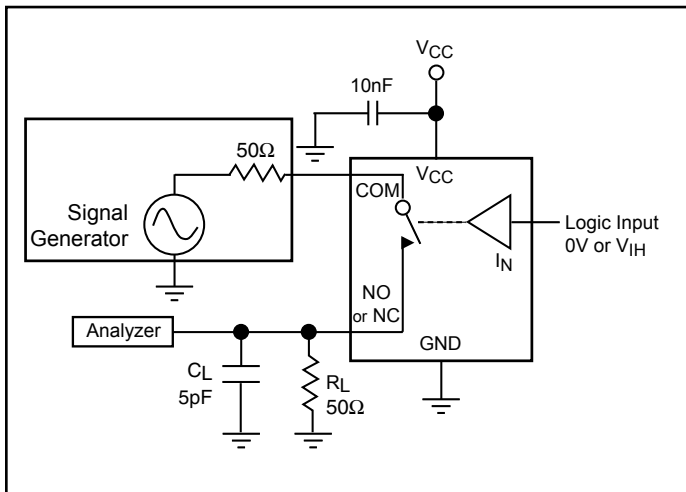 VCC
10nF
50Ω
VCC
COM
Signal
Generator
Logic Input
0V or VIH
IN
NO
or NC
Analyzer
GND
CL
5pF
RL
50Ω